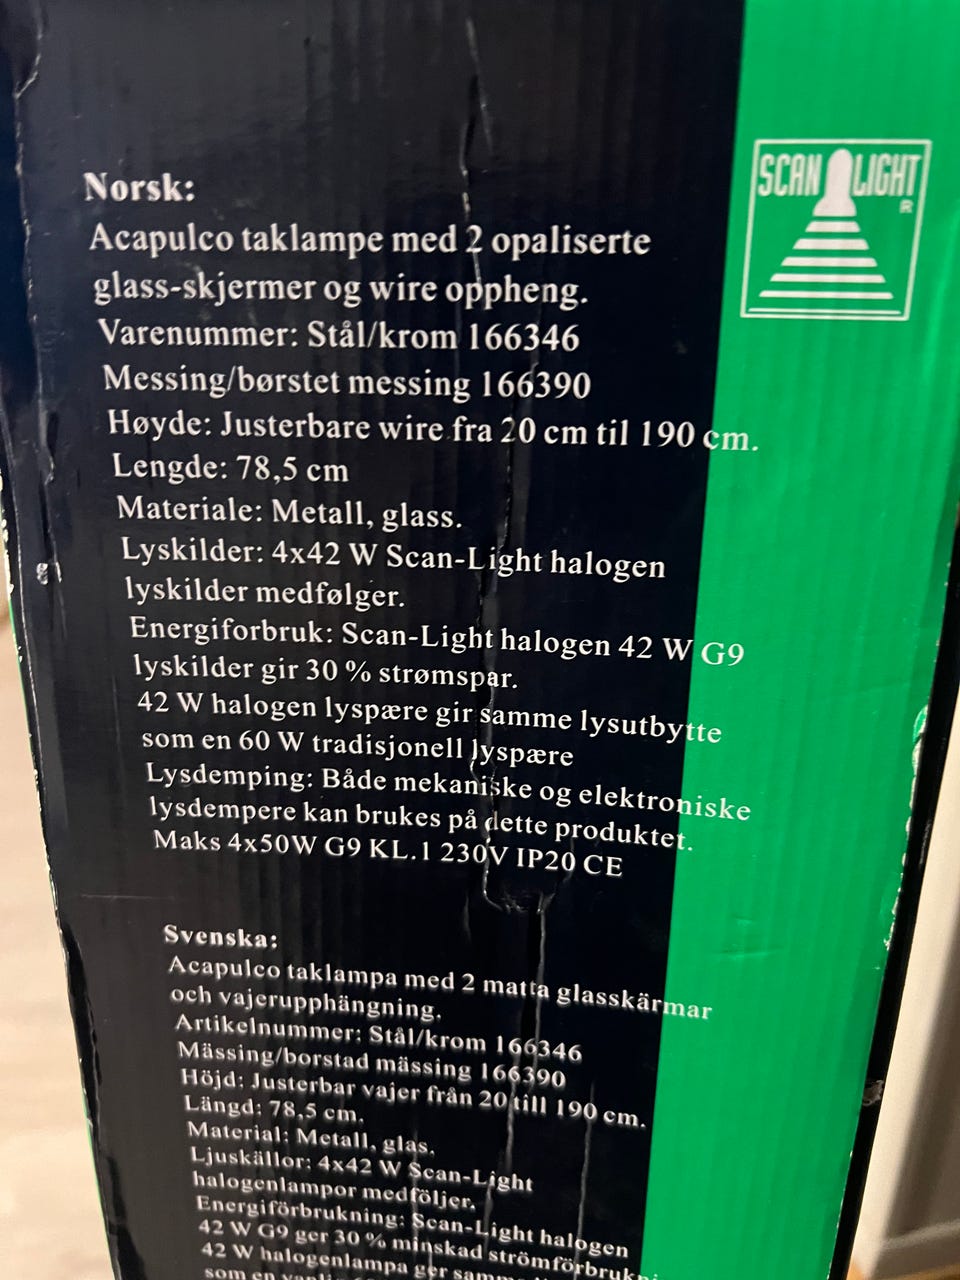 SCAN LIGHT
R
Norsk:
Acapulco taklampe med 2 opaliserte
glass-skjermer og wire oppheng.
Varenummer: Stål/krom 166346
Messing/børstet messing 166390
Høyde: Justerbare wire fra 20 cm til 190 cm.
Lengde: 78,5 cm
Materiale: Metall, glass.
Lyskilder: 4x42 W Scan-Light halogen
lyskilder medfølger.
Energiforbruk: Scan-Light halogen 42 W G9
lyskilder gir 30 % strømspar.
42 W halogen lyspære gir samme lysutbytte
som en 60 W tradisjonell lyspære
Lysdemping: Både mekaniske og elektroniske
lysdempere kan brukes på dette produktet.
Maks 4x50W G9 KL.1 230V IP20 CE
Svenska:
Acapulco taklampa med 2 matta glasskärmar
och vajerupphängning.
Artikelnummer: Stål/krom 166346
Mässing/borstad mässing 166390
Höjd: Justerbar vajer från 20 till 190 cm.
Längd: 78,5 cm.
Material: Metall, glas.
Ljuskällor: 4x42 W Scan-Light
halogenlampor medföljer.
Energiförbrukning: Scan-Light halogen
42 W G9 ger 30 % minskad
42 W halogenlampa ger
som en